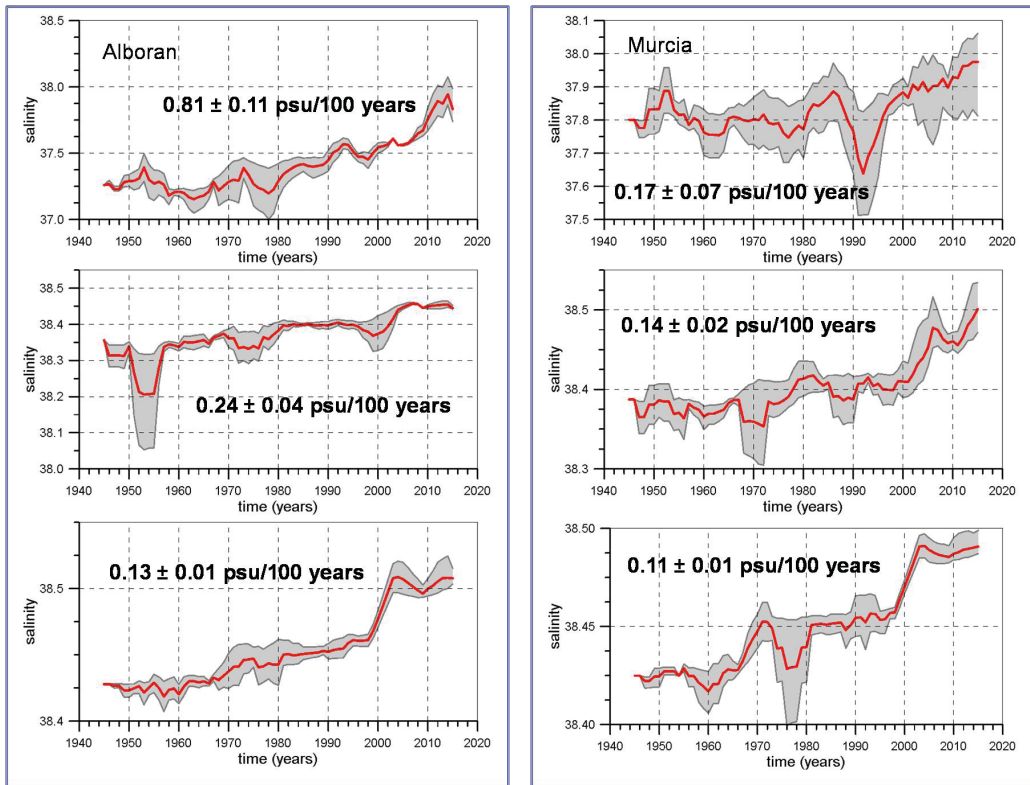 Alboran
0.81 ± 0.11 psu/100 years
salinity
38.5
38.0
37.5
37.0
1940 1950 1960 1970 1980 1990 2000 2010 2020
time (years)
0.24 ± 0.04 psu/100 years
salinity
38.5
38.4
38.3
38.2
38.1
38.0
1940 1950 1960 1970 1980 1990 2000 2010 2020
time (years)
0.13 ± 0.01 psu/100 years
salinity
38.5
38.4
1940 1950 1960 1970 1980 1990 2000 2010 2020
time (years)
Murcia
0.17 ± 0.07 psu/100 years
salinity
38.1
38.0
37.9
37.8
37.7
37.6
37.5
1940 1950 1960 1970 1980 1990 2000 2010 2020
time (years)
0.14 ± 0.02 psu/100 years
salinity
38.5
38.4
38.3
1940 1950 1960 1970 1980 1990 2000 2010 2020
time (years)
0.11 ± 0.01 psu/100 years
salinity
38.50
38.45
38.40
1940 1950 1960 1970 1980 1990 2000 2010 2020
time (years)